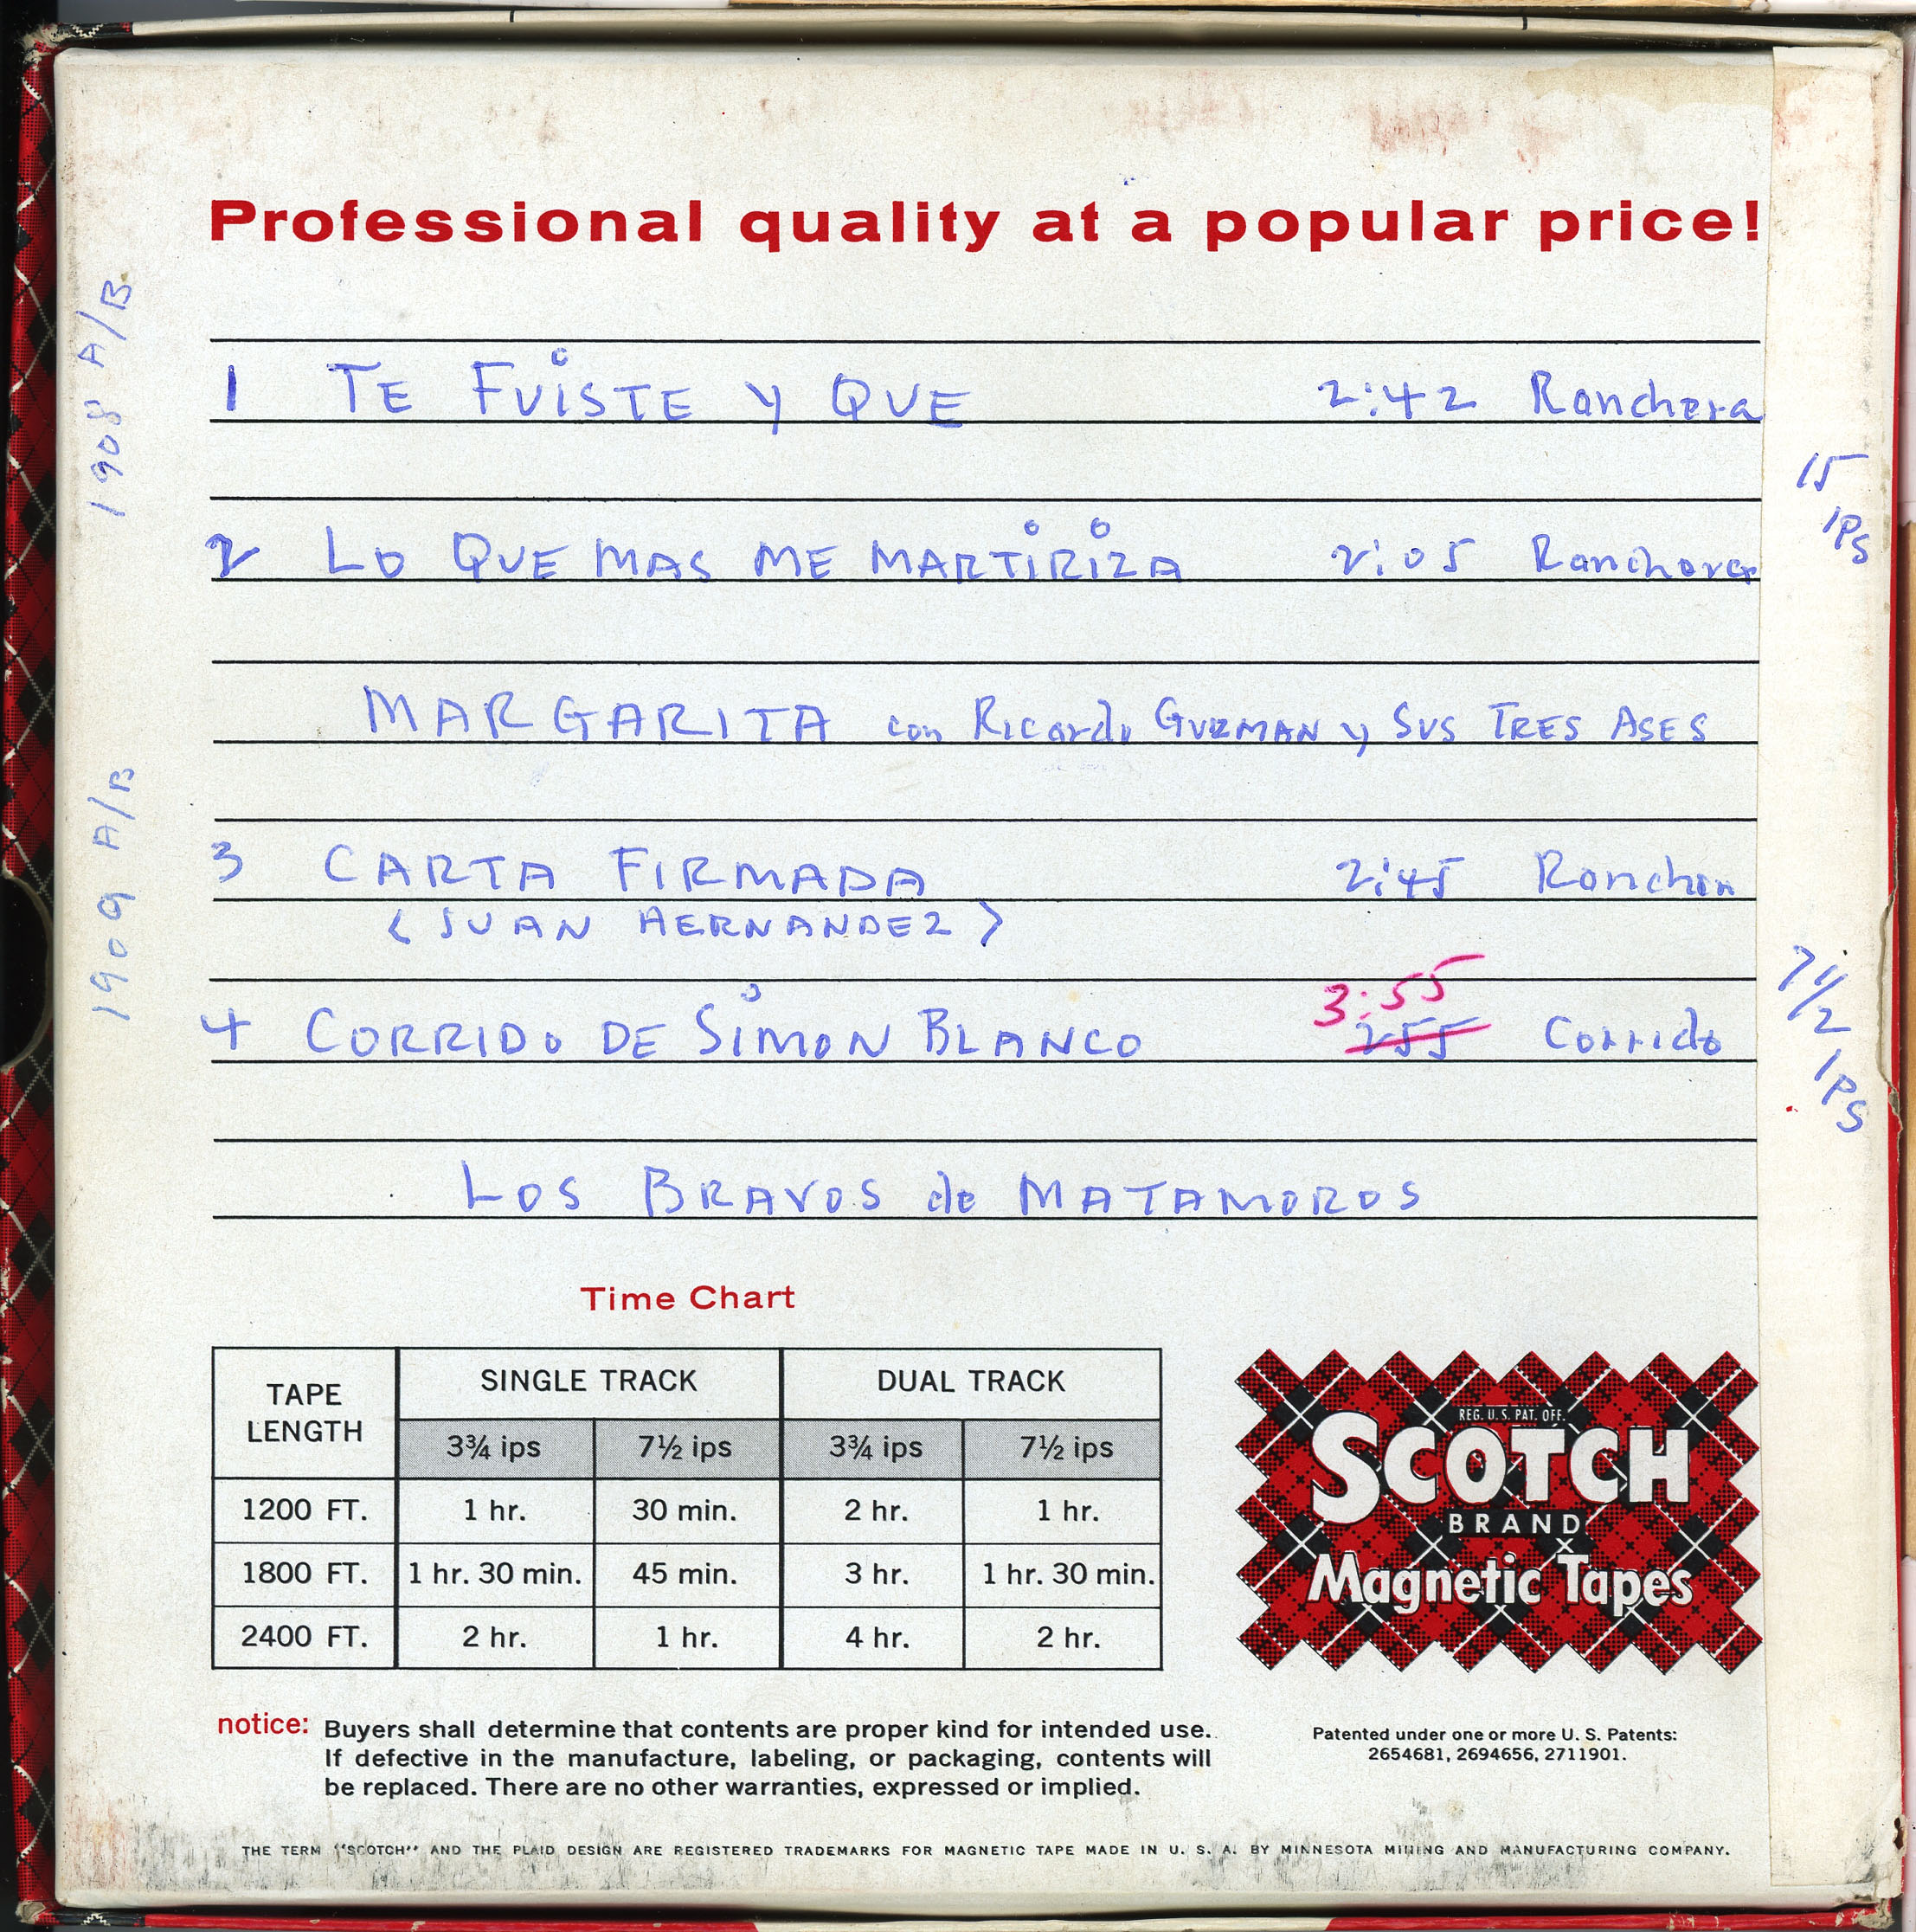 Professional quality at a popular price!
1908 A/B
1 TE FUISTE Y QUE 2:42 Ranchera
15 IPS
2 LO QUE MAS ME MARTIRIZA 2:05 Ranchera
MARGARITA con Ricardo GUZMAN y SUS TRES ASES
1909 A/B
3 CARTA FIRMADA 2:45 Ranchera
(JUAN HERNANDEZ)
3:55
4 CORRIDO DE SIMON BLANCO 255 Corrido
7 1/2 IPS
LOS BRAVOS de MATAMOROS
Time Chart
TAPE LENGTH SINGLE TRACK DUAL TRACK
3¾ ips 7½ ips 3¾ ips 7½ ips
1200 FT. 1 hr. 30 min. 2 hr. 1 hr.
1800 FT. 1 hr. 30 min. 45 min. 3 hr. 1 hr. 30 min.
2400 FT. 2 hr. 1 hr. 4 hr. 2 hr.
REG. U.S. PAT. OFF.
SCOTCH
BRAND
Magnetic Tapes
notice: Buyers shall determine that contents are proper kind for intended use.
If defective in the manufacture, labeling, or packaging, contents will
be replaced. There are no other warranties, expressed or implied.
Patented under one or more U. S. Patents:
2654681, 2694656, 2711901.
THE TERM "SCOTCH" AND THE PLAID DESIGN ARE REGISTERED TRADEMARKS FOR MAGNETIC TAPE MADE IN U. S. A. BY MINNESOTA MINING AND MANUFACTURING COMPANY.